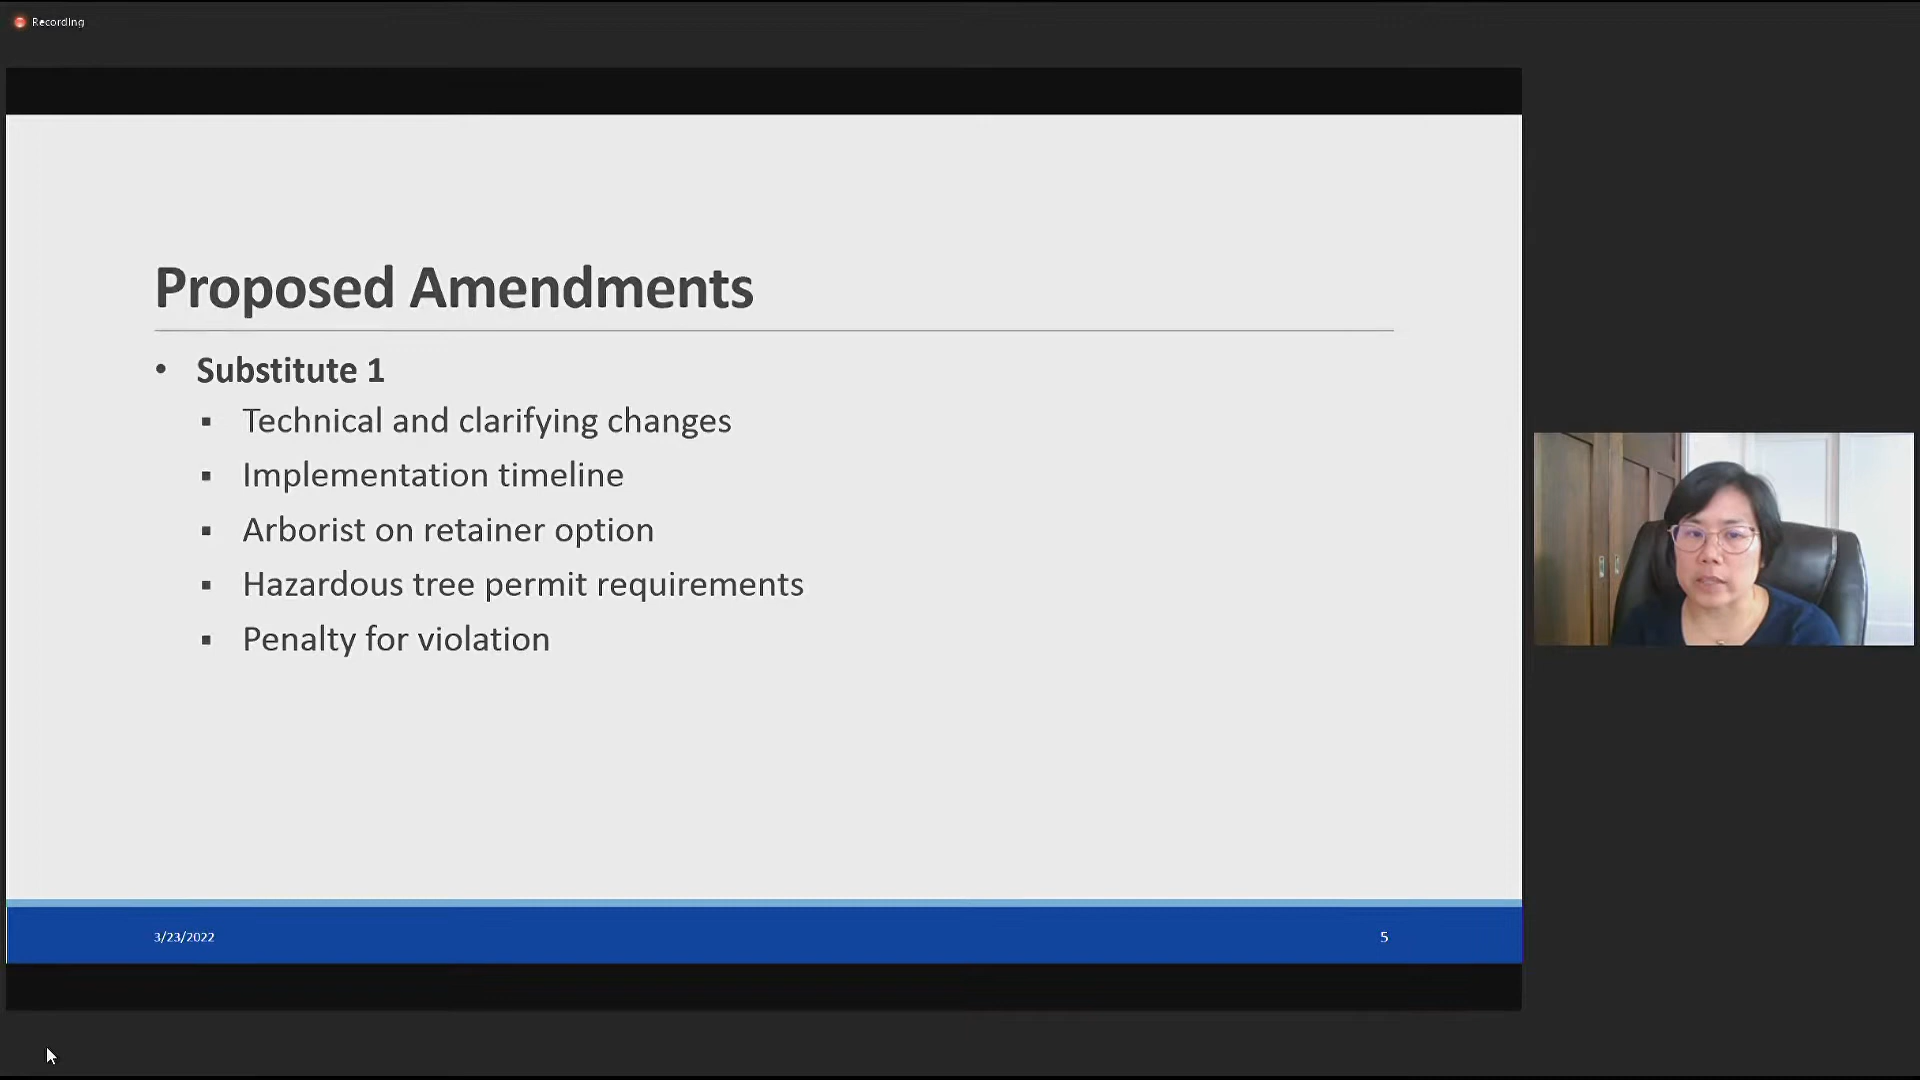 Recording
Proposed Amendments
• Substitute 1
▪ Technical and clarifying changes
▪ Implementation timeline
▪ Arborist on retainer option
▪ Hazardous tree permit requirements
▪ Penalty for violation
3/23/2022
5